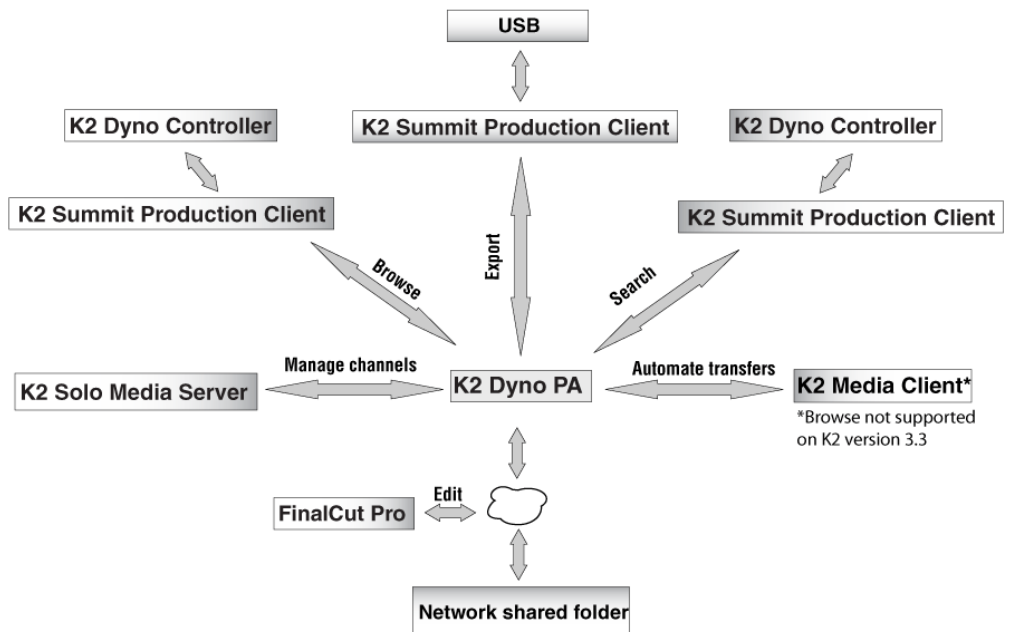 USB
K2 Dyno Controller
K2 Summit Production Client
K2 Dyno Controller
K2 Summit Production Client
K2 Summit Production Client
Browse
Export
Search
Manage channels
Automate transfers
K2 Solo Media Server
K2 Dyno PA
K2 Media Client*
*Browse not supported
on K2 version 3.3
Edit
FinalCut Pro
Network shared folder